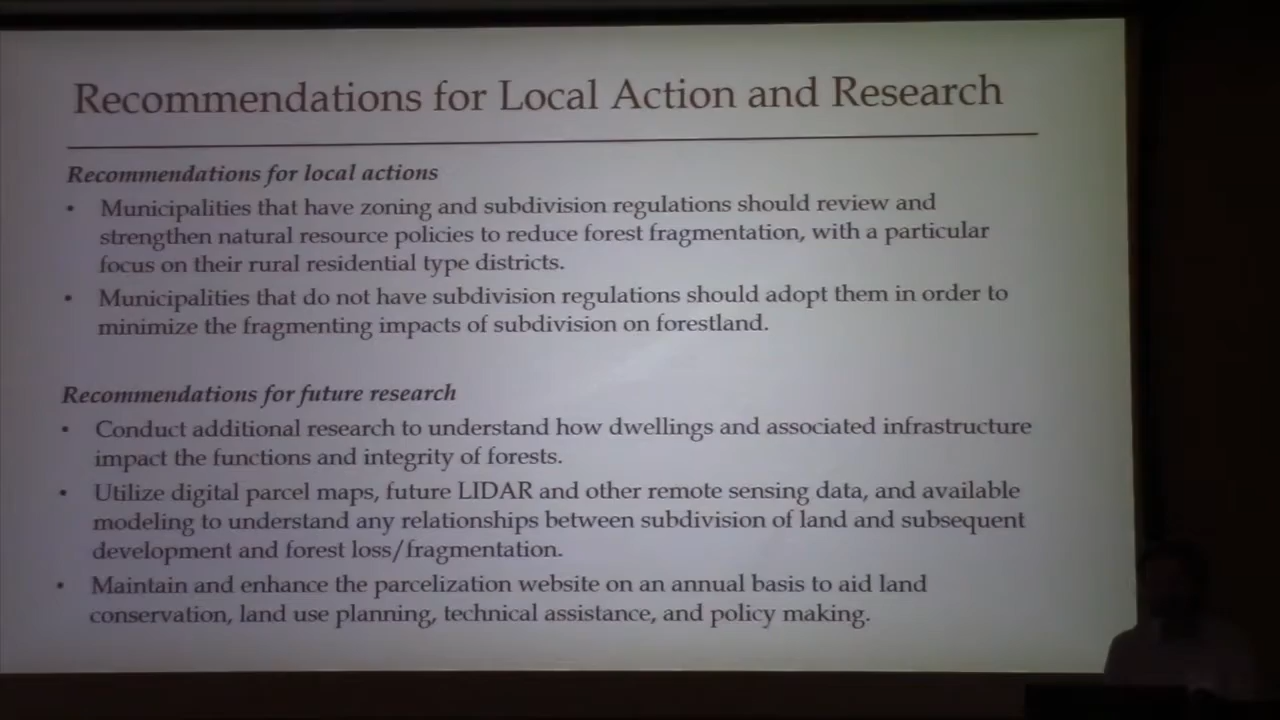 Recommendations for Local Action and Research
Recommendations for local actions
• Municipalities that have zoning and subdivision regulations should review and
strengthen natural resource policies to reduce forest fragmentation, with a particular
focus on their rural residential type districts.
• Municipalities that do not have subdivision regulations should adopt them in order to
minimize the fragmenting impacts of subdivision on forestland.
Recommendations for future research
• Conduct additional research to understand how dwellings and associated infrastructure
impact the functions and integrity of forests.
• Utilize digital parcel maps, future LIDAR and other remote sensing data, and available
modeling to understand any relationships between subdivision of land and subsequent
development and forest loss/fragmentation.
• Maintain and enhance the parcelization website on an annual basis to aid land
conservation, land use planning, technical assistance, and policy making.